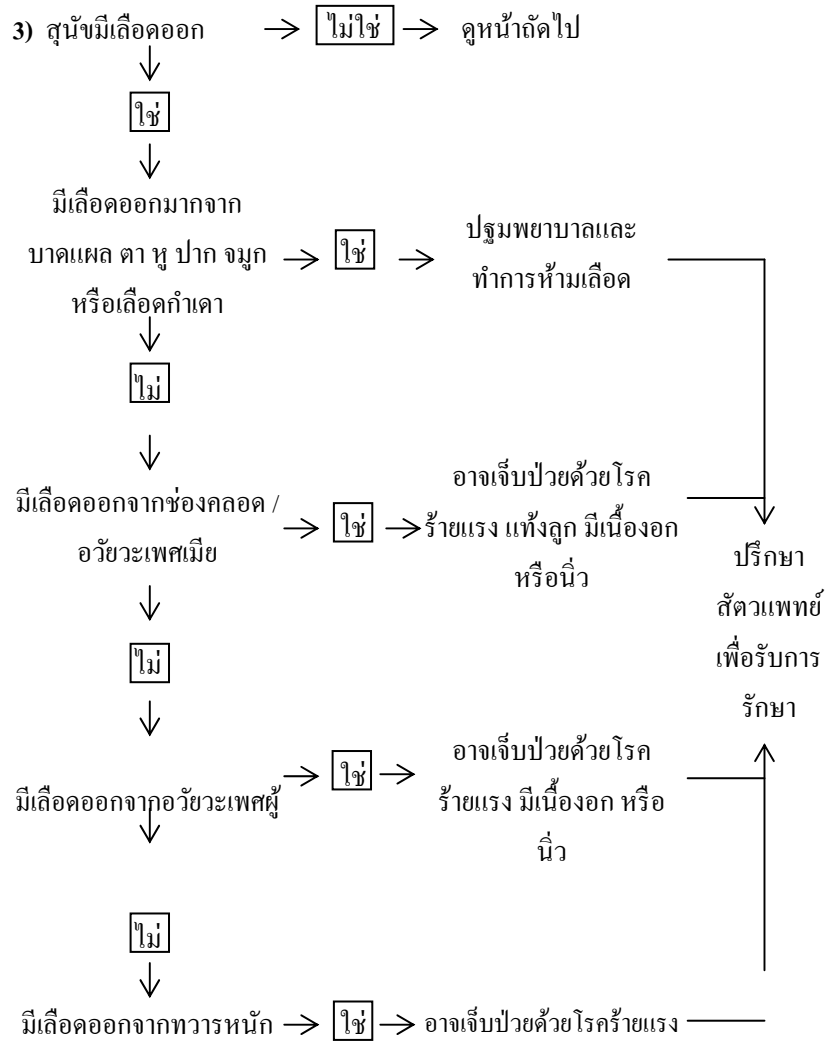 3) สุนัขมีเลือดออก ไม่ใช่ ดูหน้าถัดไป
ใช่
มีเลือดออกมากจาก
บาดแผล ตา หู ปาก จมูก
หรือเลือดกำเดา
ใช่
ปฐมพยาบาลและ
ทำการห้ามเลือด
ไม่
มีเลือดออกจากช่องคลอด /
อวัยวะเพศเมีย
ใช่
อาจเจ็บป่วยด้วยโรค
ร้ายแรง แท้งลูก มีเนื้องอก
หรือนิ่ว
ปรึกษา
สัตวแพทย์
เพื่อรับการ
รักษา
ไม่
มีเลือดออกจากอวัยวะเพศผู้
ใช่
อาจเจ็บป่วยด้วยโรค
ร้ายแรง มีเนื้องอก หรือ
นิ่ว
ไม่
มีเลือดออกจากทวารหนัก ใช่ อาจเจ็บป่วยด้วยโรคร้ายแรง